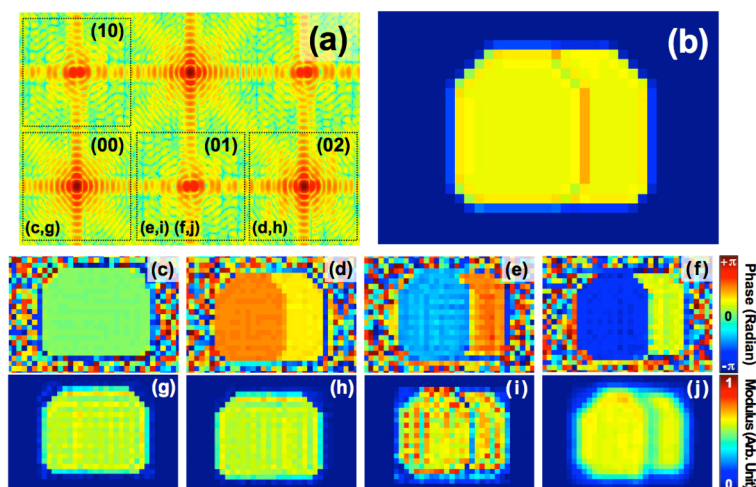 (10)
(a)
(b)
(00)
(01)
(02)
(c,g)
(e,i) (f,j)
(d,h)
(c)
(d)
(e)
(f)
+π
0
-π
Phase (Radian)
(g)
(h)
(i)
(j)
1
0
Modulus (Arb. Unit)